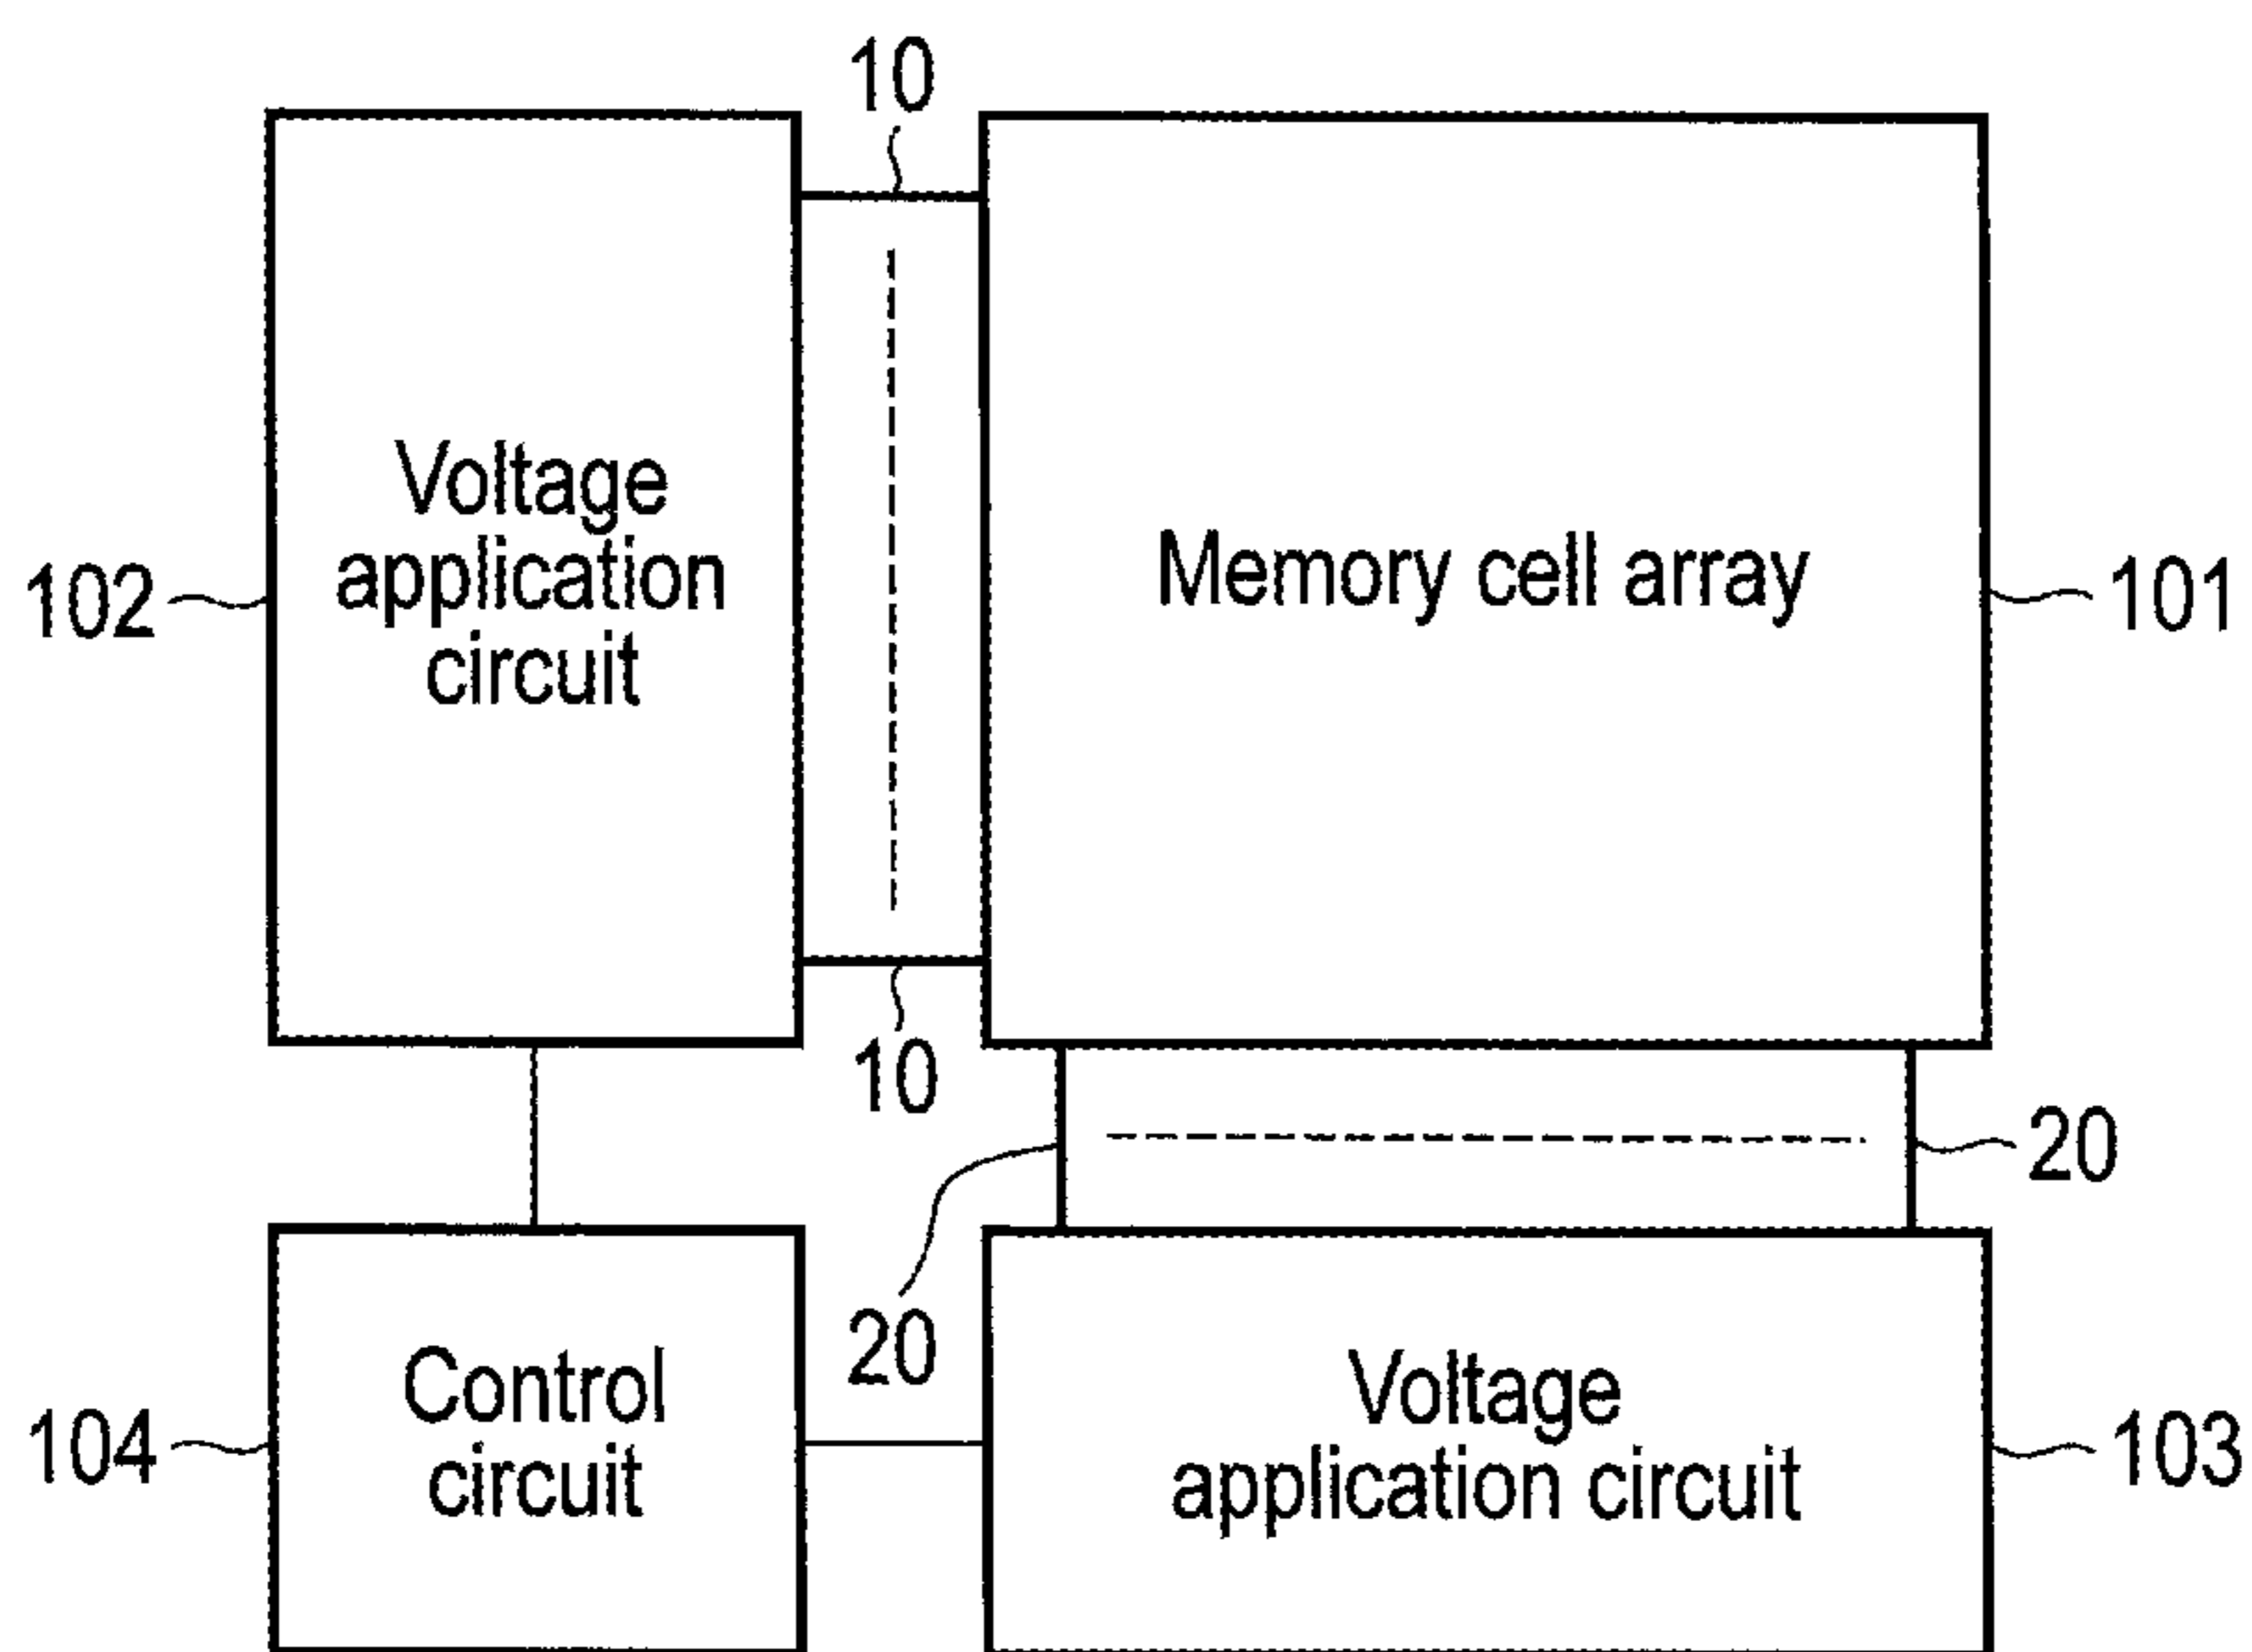 10
Voltage
application
circuit
102
Memory cell array
101
10
20
20
Control
circuit
104
Voltage
application circuit
103